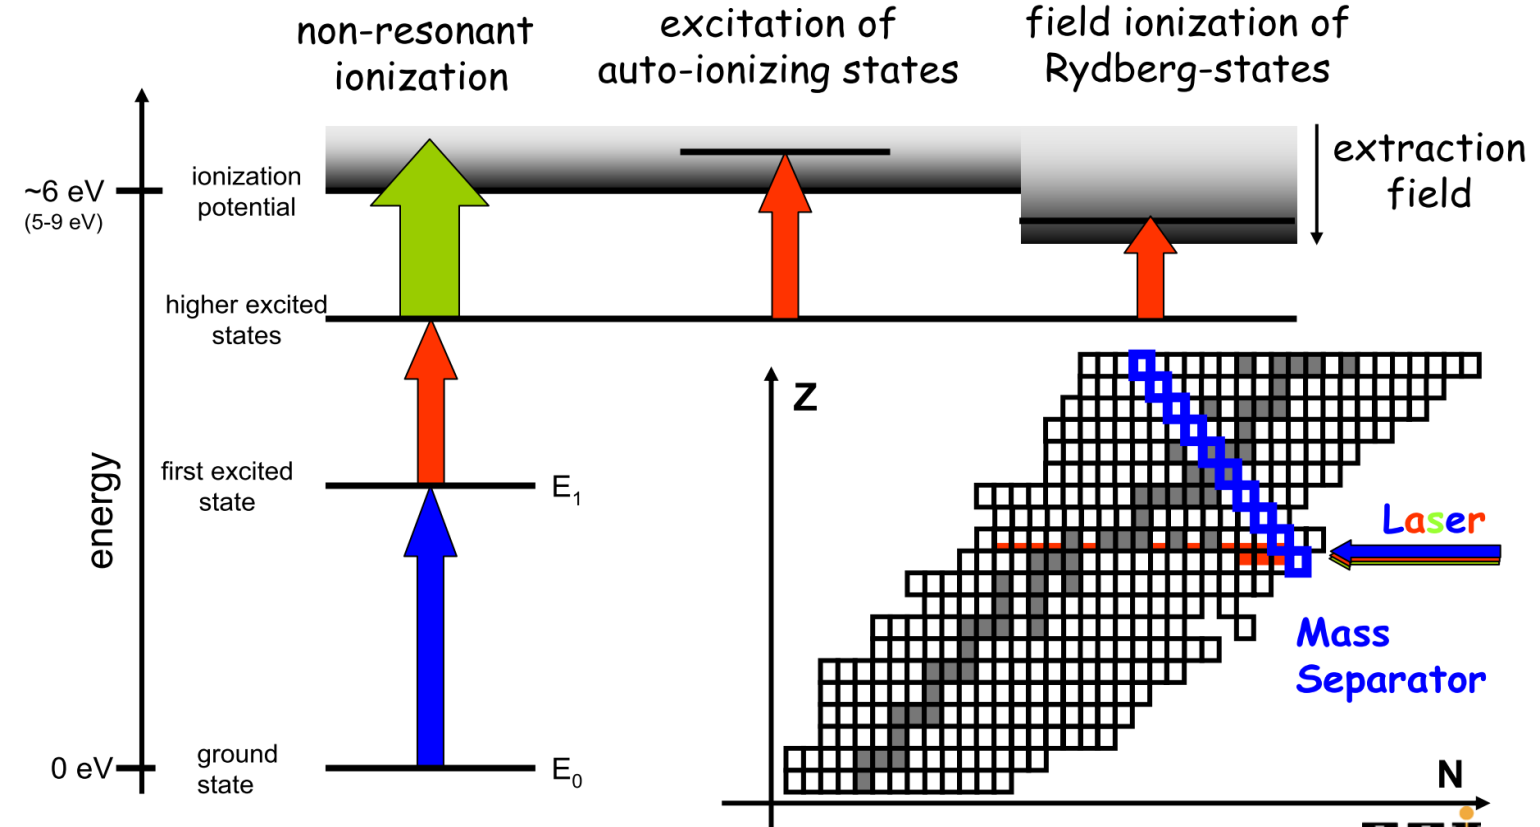 non-resonant
ionization
excitation of
auto-ionizing states
field ionization of
Rydberg-states
extraction
field
~6 eV
(5-9 eV)
ionization
potential
higher excited
states
first excited
state
E1
energy
0 eV
ground
state
E0
Z
Laser
Mass
Separator
N